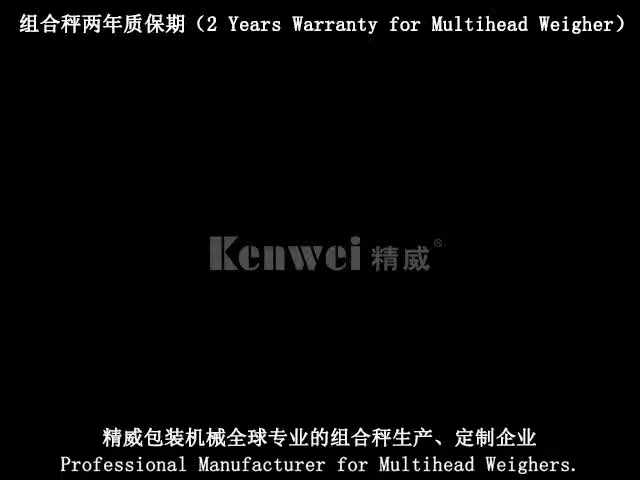 组合秤两年质保期（2 Years Warranty for Multihead Weigher）
Kenwei 精威®
精威包装机械全球专业的组合秤生产、定制企业
Professional Manufacturer for Multihead Weighers.